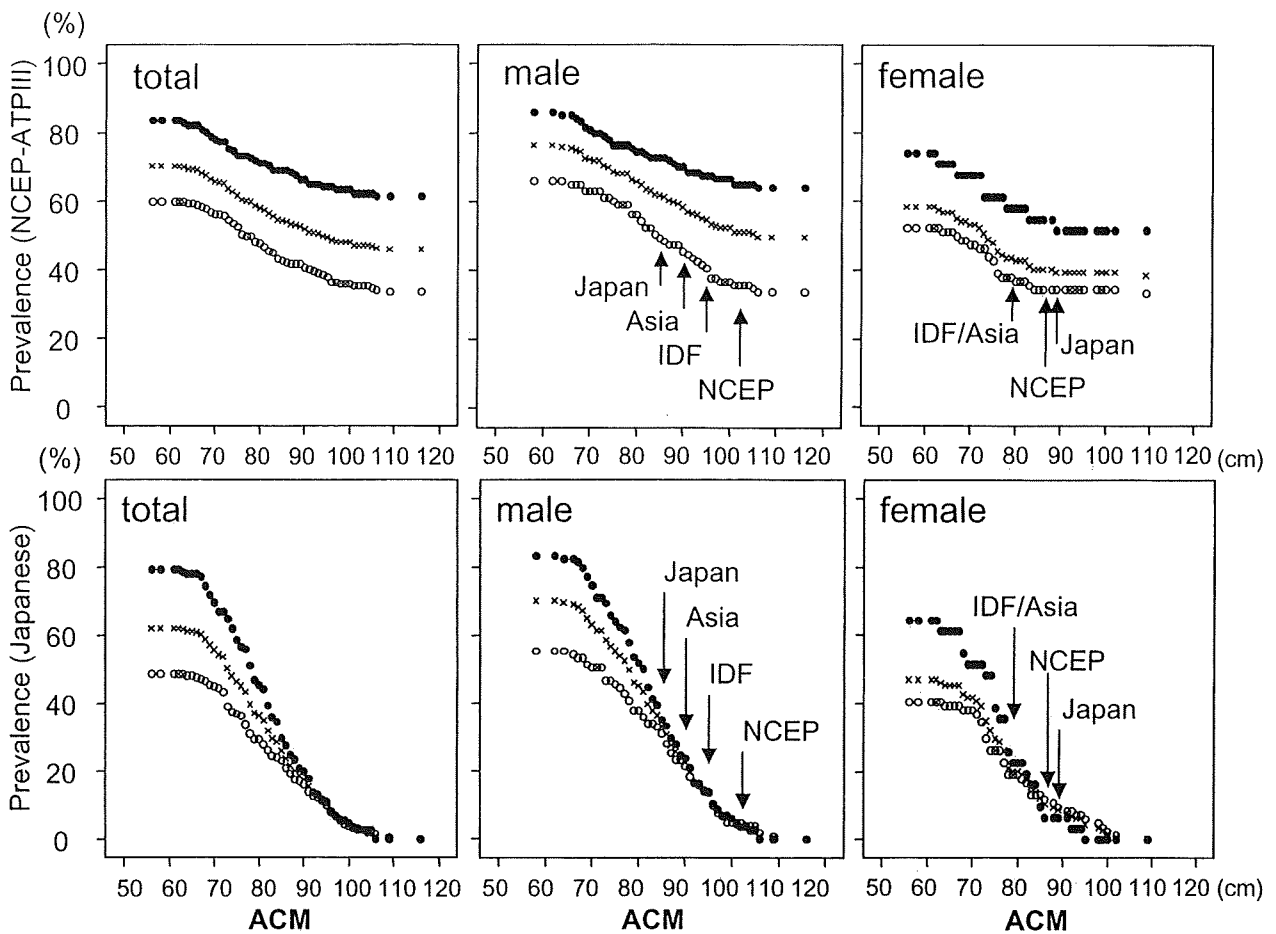 (%)
Prevalence (NCEP-ATPIII)
100
80
60
40
20
0
total
male
Japan
Asia
IDF
NCEP
female
IDF/Asia
Japan
NCEP
50 60 70 80 90 100 110 120
50 60 70 80 90 100 110 120
50 60 70 80 90 100 110 120 (cm)
(%)
Prevalence (Japanese)
100
80
60
40
20
0
total
male
Japan
Asia
IDF
NCEP
female
IDF/Asia
NCEP
Japan
50 60 70 80 90 100 110 120
50 60 70 80 90 100 110 120
50 60 70 80 90 100 110 120 (cm)
ACM
ACM